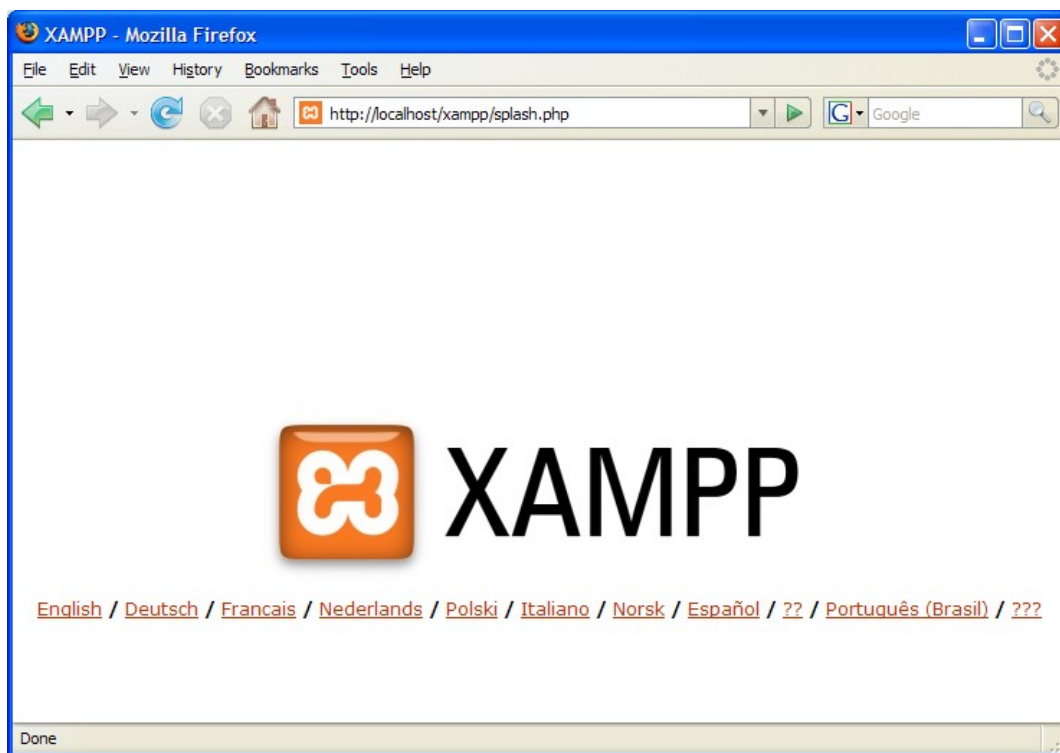 XAMPP - Mozilla Firefox
File Edit View History Bookmarks Tools Help
http://localhost/xampp/splash.php G Google
XAMPP
English / Deutsch / Francais / Nederlands / Polski / Italiano / Norsk / Español / ?? / Português (Brasil) / ???
Done